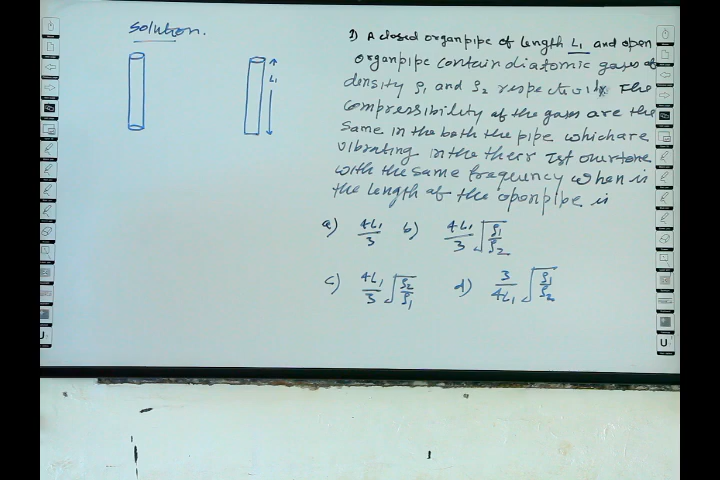 Solution.
L1
1) A closed organpipe of length L1 and open
organpipe contain diatomic gases of
density ρ1 and ρ2 respectively. The
compressibility of the gases are the
same in the both the pipe which are
vibrating in the their Ist overtone
with the same frequency when is
the length of the openpipe is
a) 4L1/3 b) 4L1/3 √ρ1/ρ2
c) 4L1/3 √ρ2/ρ1 d) 3/4L1 √ρ1/ρ2
U U